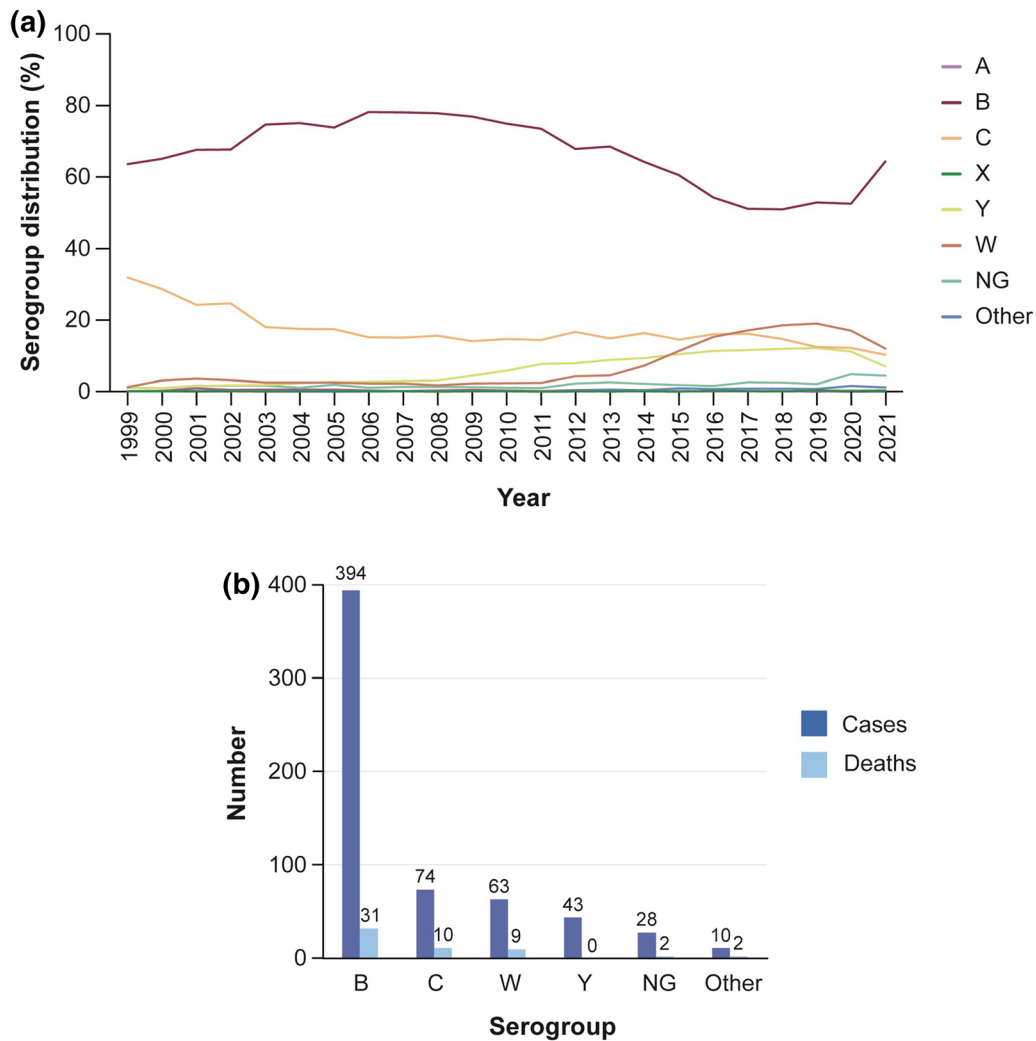 (a)
Serogroup distribution (%)
100
80
60
40
20
0
1999 2000 2001 2002 2003 2004 2005 2006 2007 2008 2009 2010 2011 2012 2013 2014 2015 2016 2017 2018 2019 2020 2021
Year
A
B
C
X
Y
W
NG
Other
(b)
Number
400
300
200
100
0
394
31
74
10
63
9
43
0
28
2
10
2
B C W Y NG Other
Serogroup
Cases
Deaths